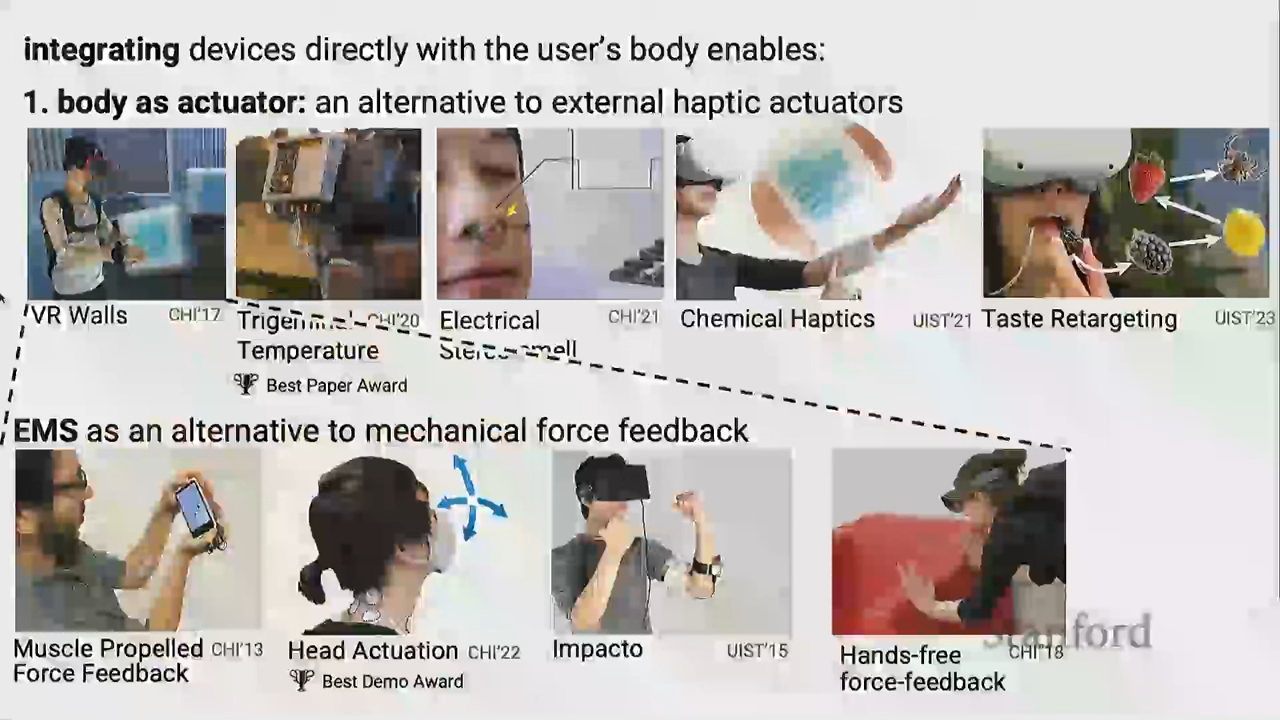 integrating devices directly with the user's body enables:
1. body as actuator: an alternative to external haptic actuators
VR Walls CHI'17
CHI'20
Temperature
Best Paper Award
Electrical CHI'21
Chemical Haptics UIST'21
Taste Retargeting UIST'23
EMS as an alternative to mechanical force feedback
Muscle Propelled CHI'13
Force Feedback
Head Actuation CHI'22
Best Demo Award
Impacto UIST'15
Hands-free CHI'18
force-feedback
Stanford